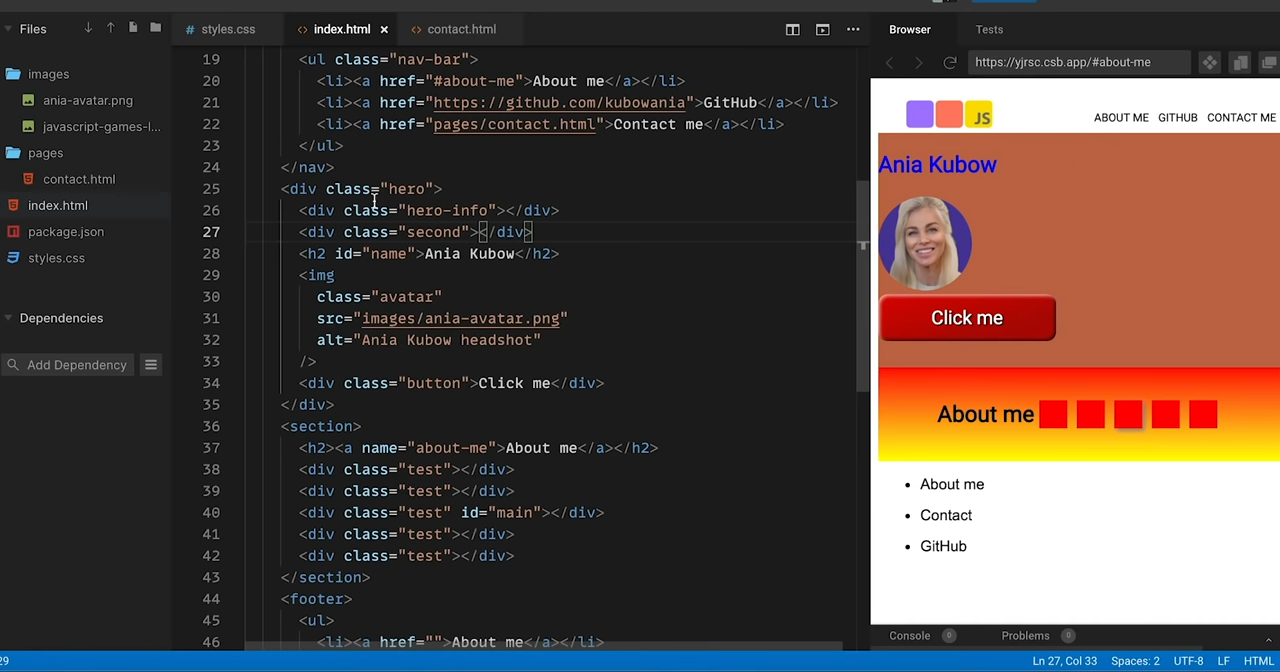 Files
styles.css
index.html
contact.html
Browser
Tests
https://yjrsc.csb.app/#about-me
images
ania-avatar.png
javascript-games-l...
pages
contact.html
index.html
package.json
styles.css
Dependencies
Add Dependency
19 <ul class="nav-bar">
20 <li><a href="#about-me">About me</a></li>
21 <li><a href="https://github.com/kubowania">GitHub</a></li>
22 <li><a href="pages/contact.html">Contact me</a></li>
23 </ul>
24 </nav>
25 <div class="hero">
26 <div class="hero-info"></div>
27 <div class="second"></div>
28 <h2 id="name">Ania Kubow</h2>
29 <img
30 class="avatar"
31 src="images/ania-avatar.png"
32 alt="Ania Kubow headshot"
33 />
34 <div class="button">Click me</div>
35 </div>
36 <section>
37 <h2><a name="about-me">About me</a></h2>
38 <div class="test"></div>
39 <div class="test"></div>
40 <div class="test" id="main"></div>
41 <div class="test"></div>
42 <div class="test"></div>
43 </section>
44 <footer>
45 <ul>
46 <li><a href="">About me</a></li>
JS
ABOUT ME GITHUB CONTACT ME
Ania Kubow
Click me
About me
• About me
• Contact
• GitHub
Console 0 Problems 0
29
Ln 27, Col 33 Spaces: 2 UTF-8 LF HTML